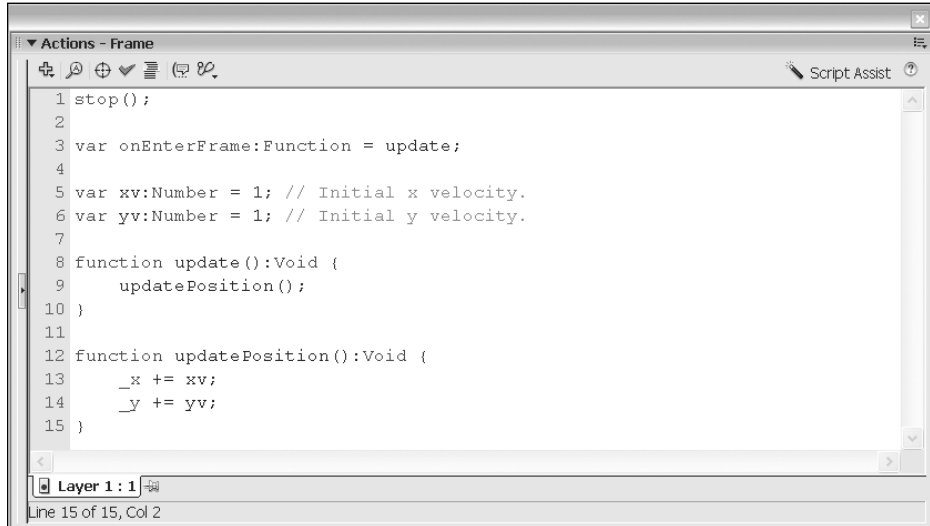 Actions - Frame
Script Assist
1 stop();
2
3 var onEnterFrame:Function = update;
4
5 var xv:Number = 1; // Initial x velocity.
6 var yv:Number = 1; // Initial y velocity.
7
8 function update():Void {
9     updatePosition();
10 }
11
12 function updatePosition():Void {
13     _x += xv;
14     _y += yv;
15 }
Layer 1 : 1
Line 15 of 15, Col 2